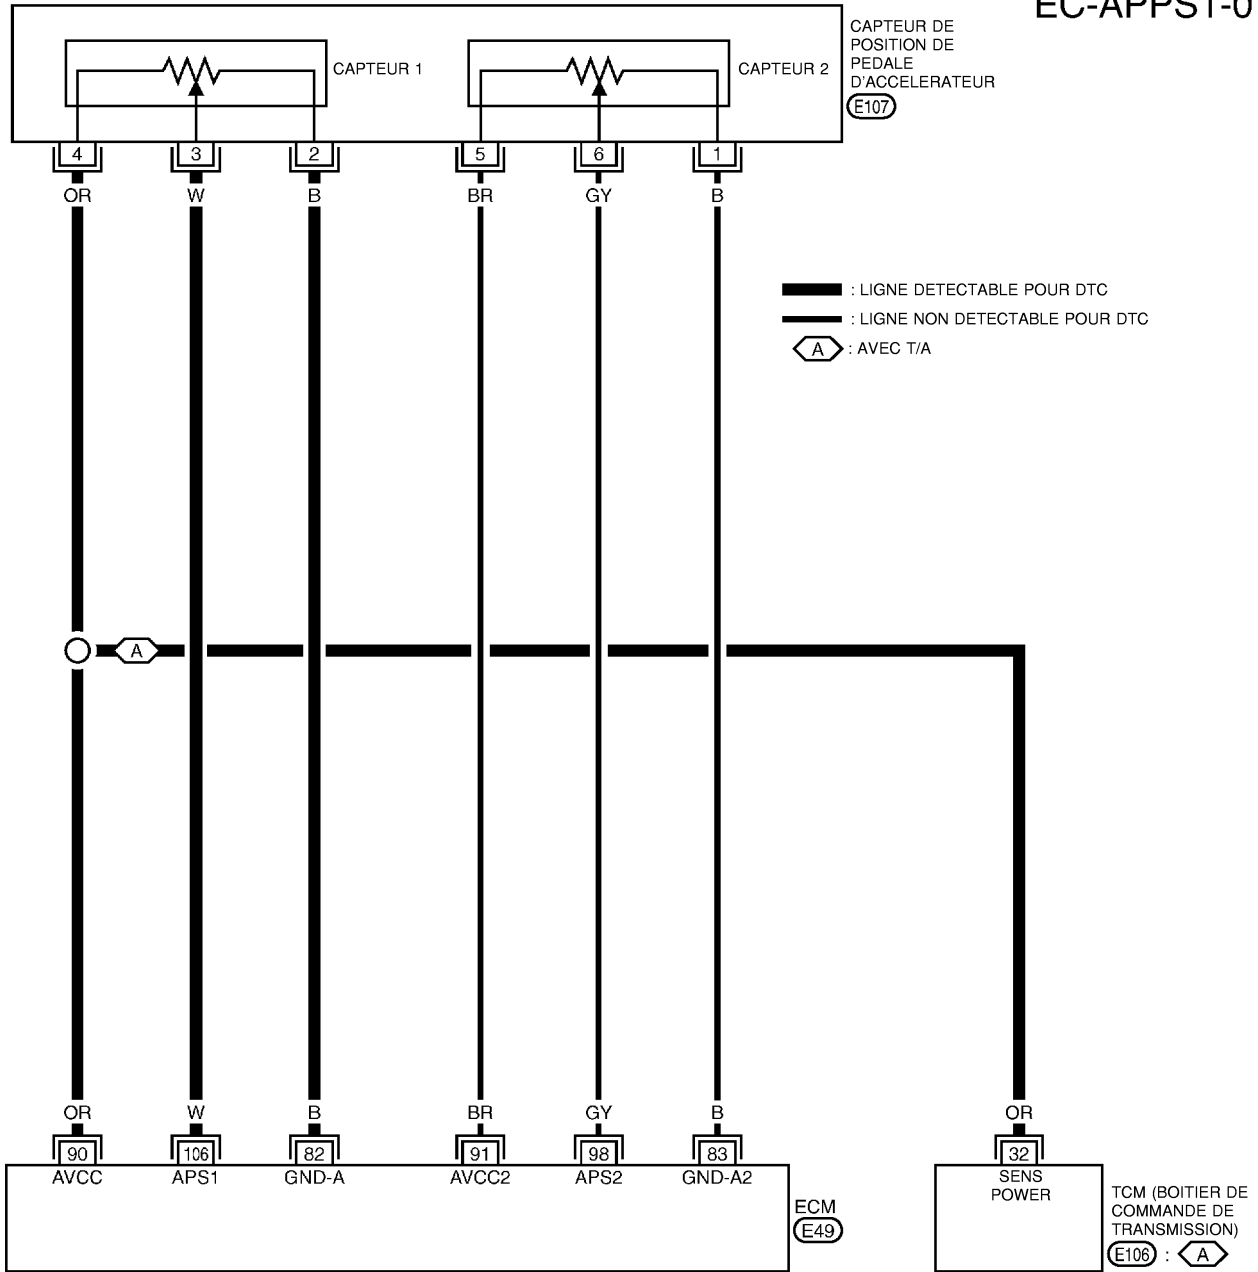 EC-APPS1-0
CAPTEUR DE
POSITION DE
PEDALE
D'ACCELERATEUR
E107
CAPTEUR 1
CAPTEUR 2
4 3 2 5 6 1
OR W B BR GY B
: LIGNE DETECTABLE POUR DTC
: LIGNE NON DETECTABLE POUR DTC
A : AVEC T/A
A
OR W B BR GY B OR
90 106 82 91 98 83 32
AVCC APS1 GND-A AVCC2 APS2 GND-A2
SENS
POWER
ECM
E49
TCM (BOITIER DE
COMMANDE DE
TRANSMISSION)
E106 : A